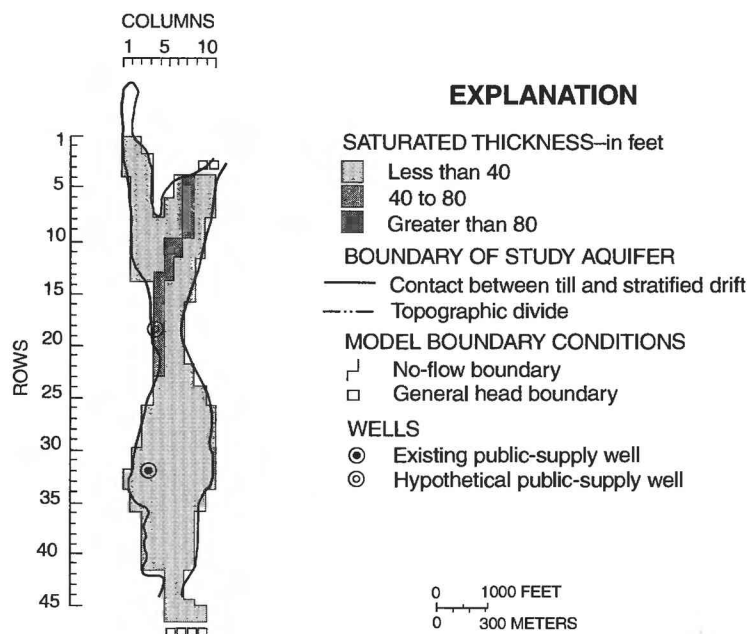 COLUMNS
1 5 10
EXPLANATION
SATURATED THICKNESS–in feet
Less than 40
40 to 80
Greater than 80
BOUNDARY OF STUDY AQUIFER
Contact between till and stratified drift
Topographic divide
MODEL BOUNDARY CONDITIONS
No-flow boundary
General head boundary
WELLS
Existing public-supply well
Hypothetical public-supply well
ROWS
1
5
10
15
20
25
30
35
40
45
0 1000 FEET
0 300 METERS